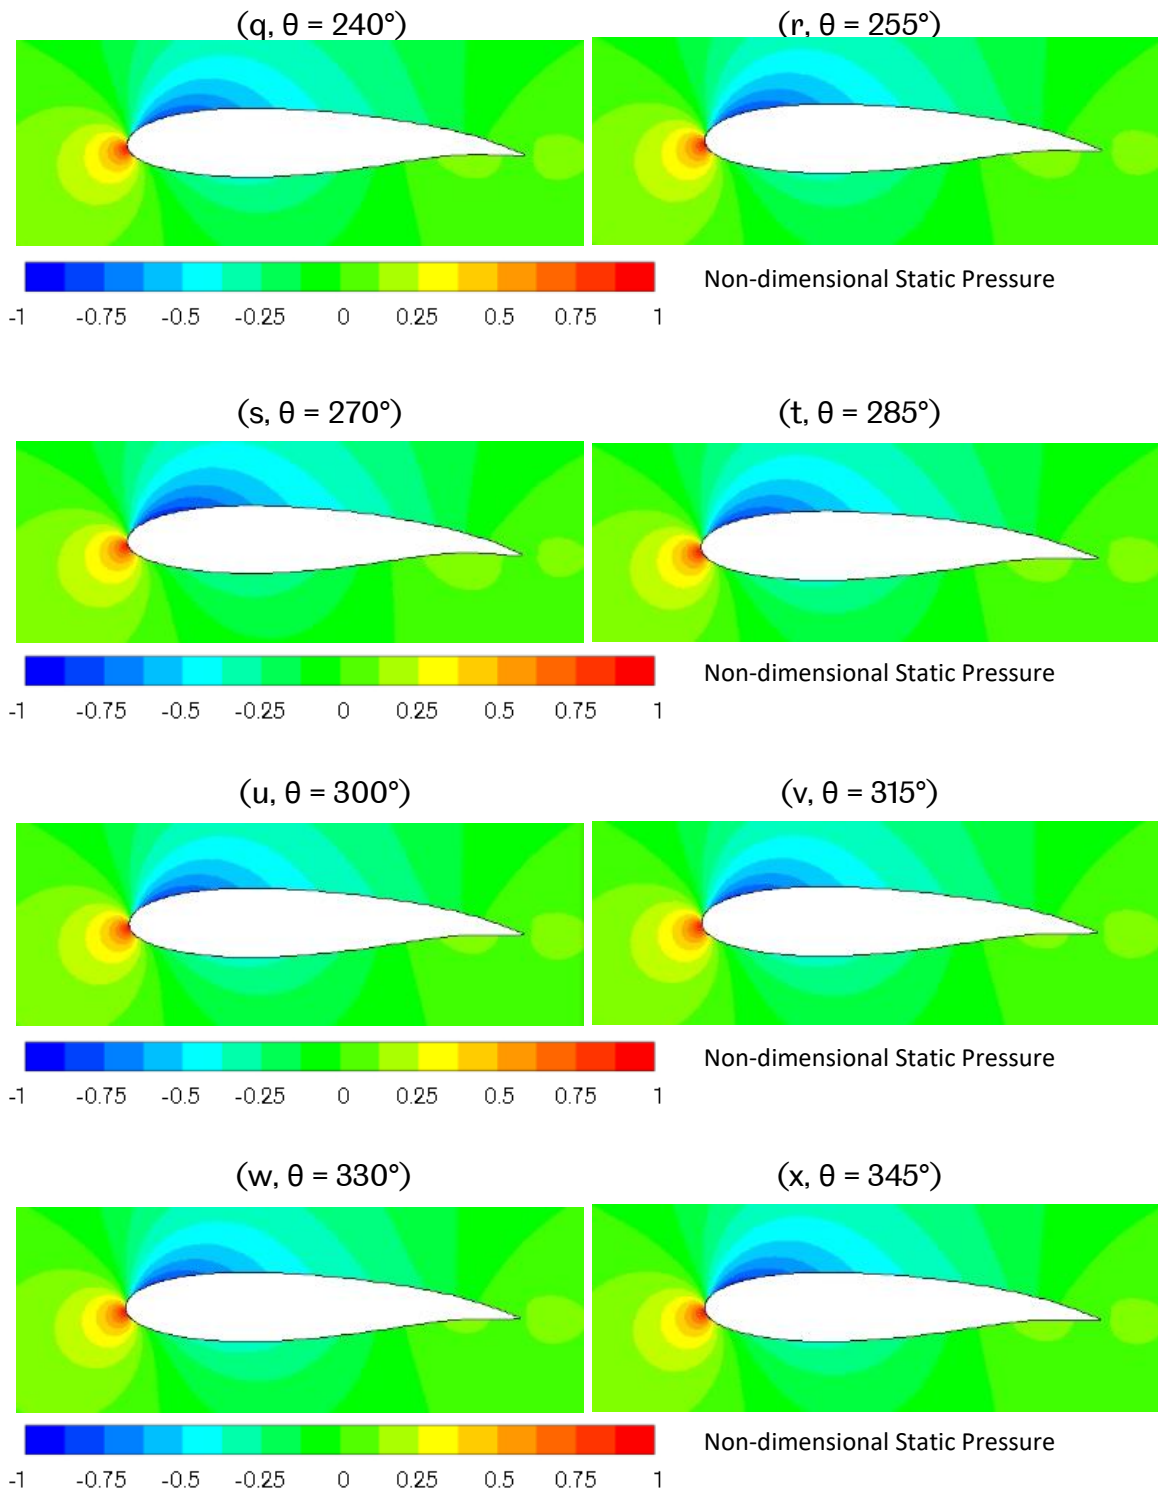 (q, θ = 240°) (r, θ = 255°)
Non-dimensional Static Pressure
-1 -0.75 -0.5 -0.25 0 0.25 0.5 0.75 1
(s, θ = 270°) (t, θ = 285°)
Non-dimensional Static Pressure
-1 -0.75 -0.5 -0.25 0 0.25 0.5 0.75 1
(u, θ = 300°) (v, θ = 315°)
Non-dimensional Static Pressure
-1 -0.75 -0.5 -0.25 0 0.25 0.5 0.75 1
(w, θ = 330°) (x, θ = 345°)
Non-dimensional Static Pressure
-1 -0.75 -0.5 -0.25 0 0.25 0.5 0.75 1